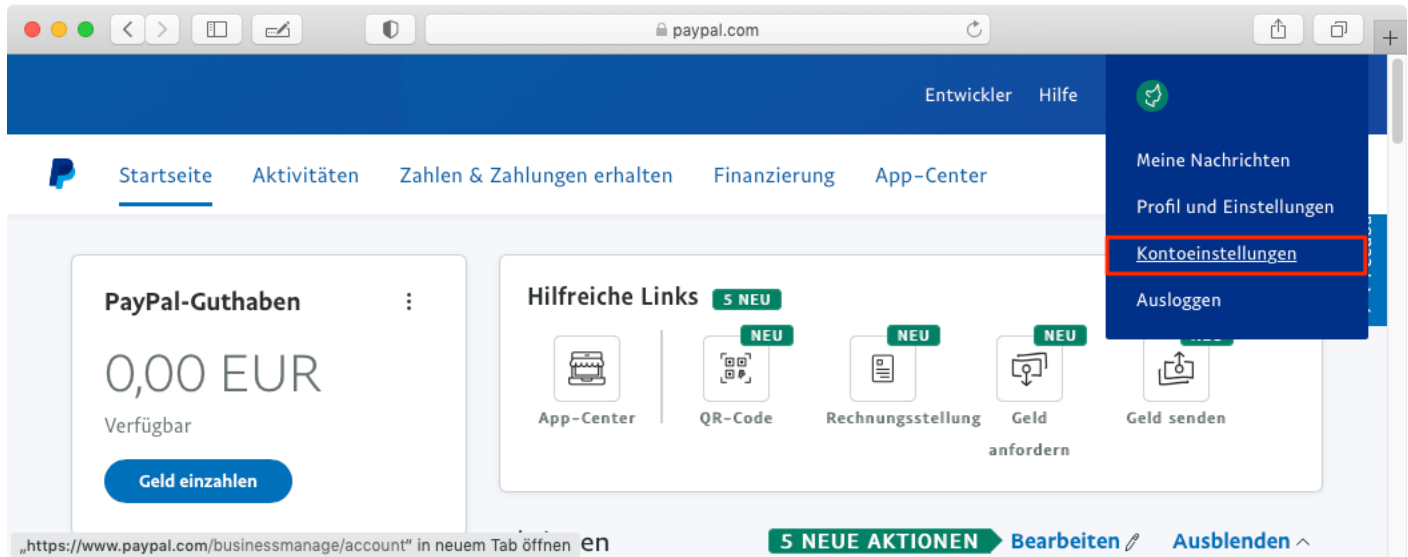 paypal.com
Entwickler Hilfe
Meine Nachrichten
Profil und Einstellungen
Kontoeinstellungen
Ausloggen
Startseite Aktivitäten Zahlen & Zahlungen erhalten Finanzierung App-Center
PayPal-Guthaben
0,00 EUR
Verfügbar
Geld einzahlen
Hilfreiche Links 5 NEU
NEU NEU NEU
App-Center QR-Code Rechnungsstellung Geld anfordern Geld senden
5 NEUE AKTIONEN Bearbeiten Ausblenden
„https://www.paypal.com/businessmanage/account“ in neuem Tab öffnen